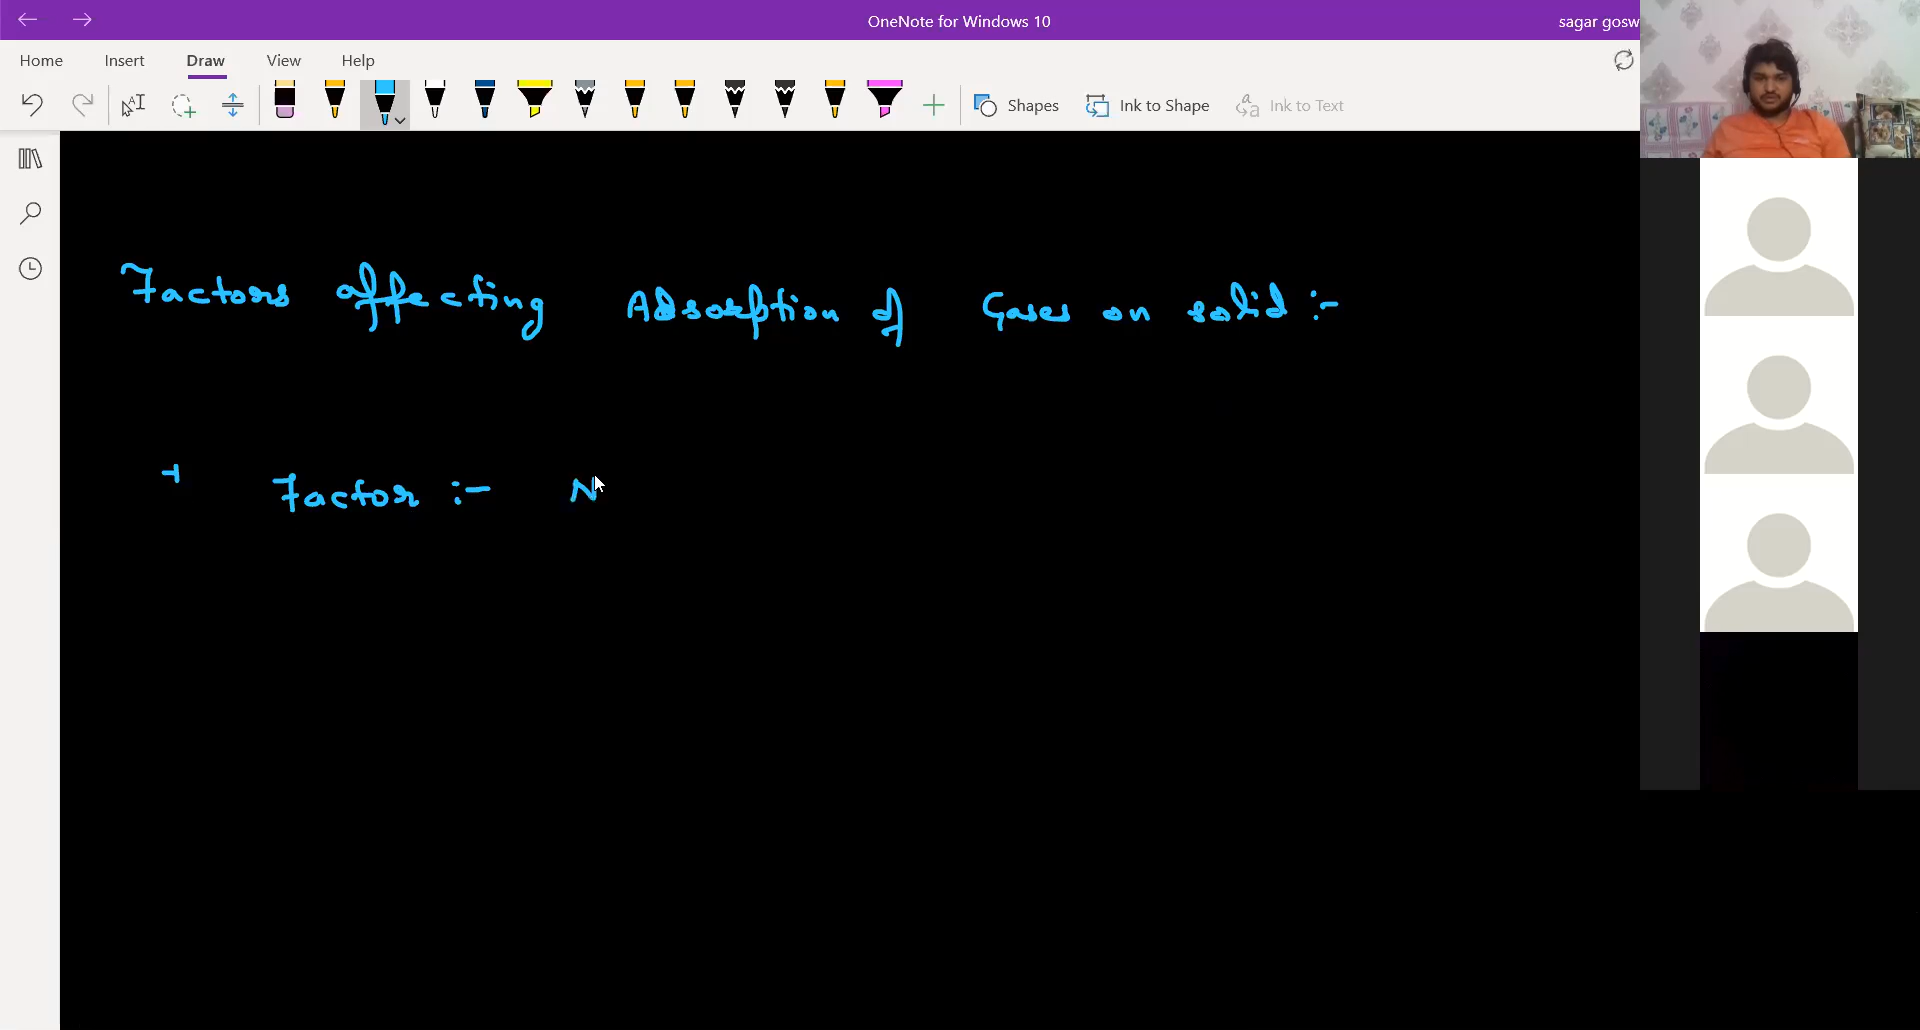 OneNote for Windows 10
sagar gosw
Home Insert Draw View Help
Shapes Ink to Shape Ink to Text
Factors affecting Adsorption of Gases on solid :-
Factor :- N